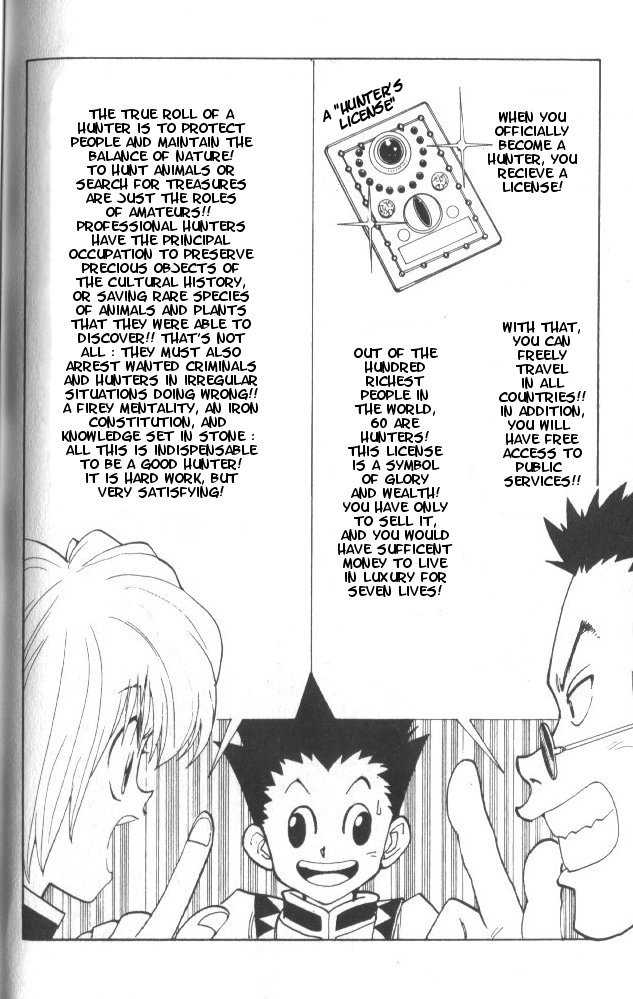 A "HUNTER'S
LICENSE"
WHEN YOU
OFFICIALLY
BECOME A
HUNTER, YOU
RECIEVE A
LICENSE!
WITH THAT,
YOU CAN
FREELY
TRAVEL
IN ALL
COUNTRIES!!
IN ADDITION,
YOU WILL
HAVE FREE
ACCESS TO
PUBLIC
SERVICES!!
OUT OF THE
HUNDRED
RICHEST
PEOPLE IN
THE WORLD,
60 ARE
HUNTERS!
THIS LICENSE
IS A SYMBOL
OF GLORY
AND WEALTH!
YOU HAVE ONLY
TO SELL IT,
AND YOU WOULD
HAVE SUFFICENT
MONEY TO LIVE
IN LUXURY FOR
SEVEN LIVES!
THE TRUE ROLL OF A
HUNTER IS TO PROTECT
PEOPLE AND MAINTAIN THE
BALANCE OF NATURE!
TO HUNT ANIMALS OR
SEARCH FOR TREASURES
ARE JUST THE ROLES
OF AMATEURS!!
PROFESSIONAL HUNTERS
HAVE THE PRINCIPAL
OCCUPATION TO PRESERVE
PRECIOUS OBJECTS OF
THE CULTURAL HISTORY,
OR SAVING RARE SPECIES
OF ANIMALS AND PLANTS
THAT THEY WERE ABLE TO
DISCOVER!! THAT'S NOT
ALL : THEY MUST ALSO
ARREST WANTED CRIMINALS
AND HUNTERS IN IRREGULAR
SITUATIONS DOING WRONG!!
A FIREY MENTALITY, AN IRON
CONSTITUTION, AND
KNOWLEDGE SET IN STONE :
ALL THIS IS INDISPENSABLE
TO BE A GOOD HUNTER!
IT IS HARD WORK, BUT
VERY SATISFYING!